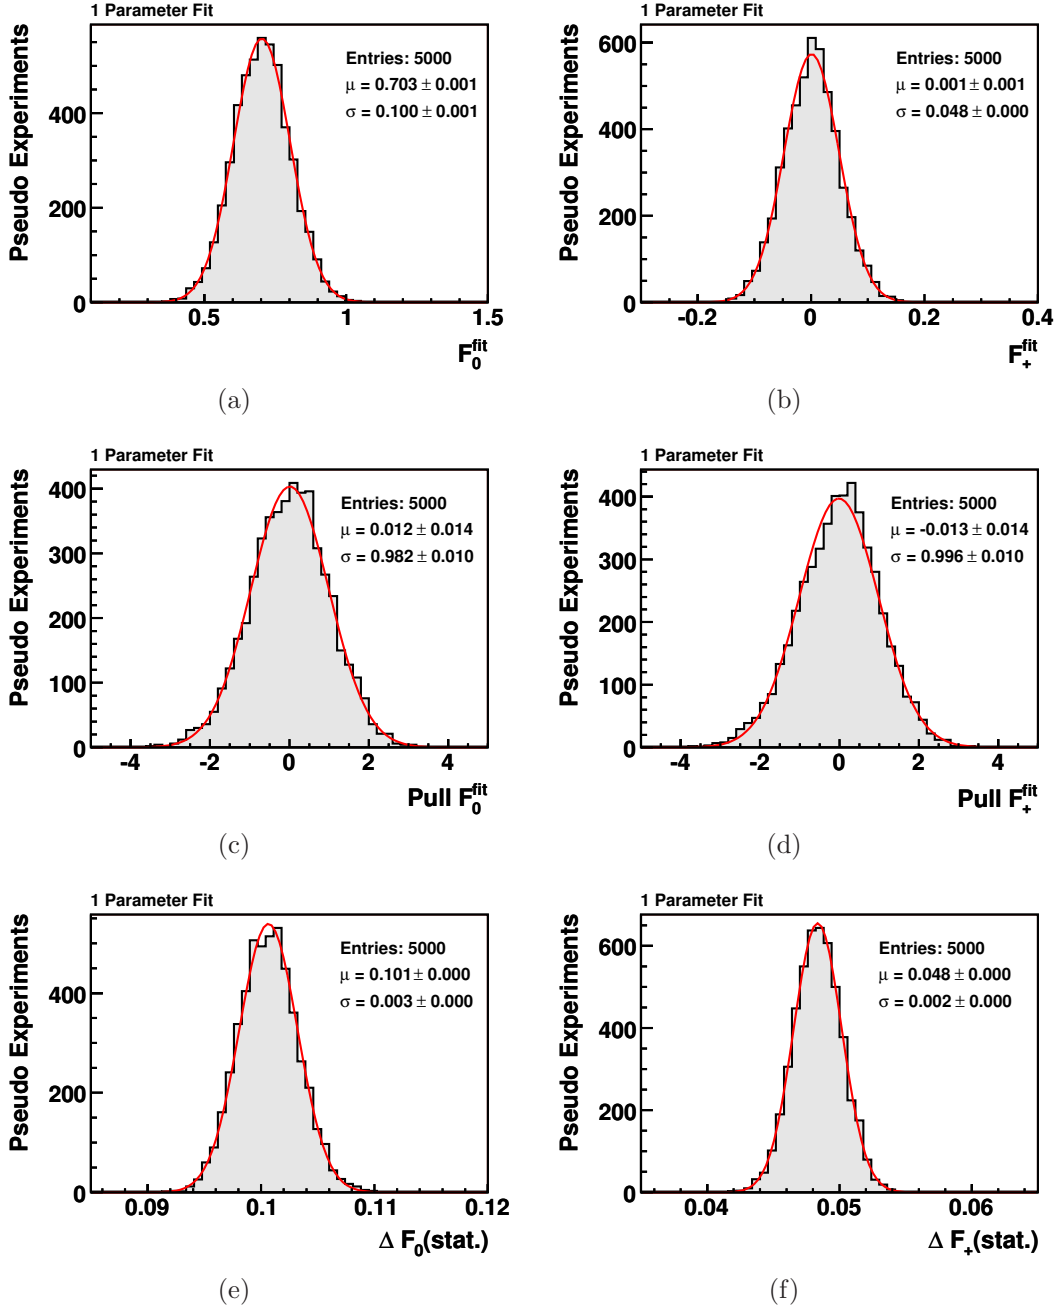 1 Parameter Fit
Pseudo Experiments
Entries: 5000
μ = 0.703 ± 0.001
σ = 0.100 ± 0.001
400
200
0
0.5
1
1.5
F₀^fit
(a)
1 Parameter Fit
Pseudo Experiments
Entries: 5000
μ = 0.001 ± 0.001
σ = 0.048 ± 0.000
600
400
200
0
-0.2
0
0.2
0.4
F₊^fit
(b)
1 Parameter Fit
Pseudo Experiments
Entries: 5000
μ = 0.012 ± 0.014
σ = 0.982 ± 0.010
400
300
200
100
0
-4
-2
0
2
4
Pull F₀^fit
(c)
1 Parameter Fit
Pseudo Experiments
Entries: 5000
μ = -0.013 ± 0.014
σ = 0.996 ± 0.010
400
300
200
100
0
-4
-2
0
2
4
Pull F₊^fit
(d)
1 Parameter Fit
Pseudo Experiments
Entries: 5000
μ = 0.101 ± 0.000
σ = 0.003 ± 0.000
400
200
0
0.09
0.1
0.11
0.12
Δ F₀(stat.)
(e)
1 Parameter Fit
Pseudo Experiments
Entries: 5000
μ = 0.048 ± 0.000
σ = 0.002 ± 0.000
600
400
200
0
0.04
0.05
0.06
Δ F₊(stat.)
(f)